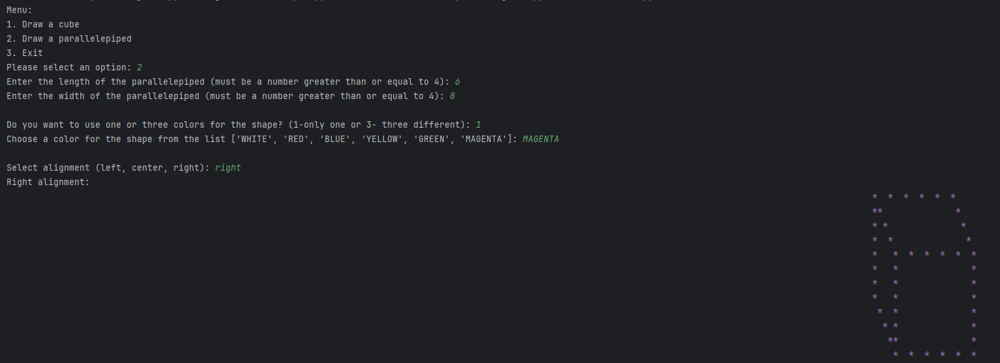 Menu:
1. Draw a cube
2. Draw a parallelepiped
3. Exit
Please select an option: 2
Enter the length of the parallelepiped (must be a number greater than or equal to 4): 6
Enter the width of the parallelepiped (must be a number greater than or equal to 4): 8
Do you want to use one or three colors for the shape? (1-only one or 3- three different): 1
Choose a color for the shape from the list ['WHITE', 'RED', 'BLUE', 'YELLOW', 'GREEN', 'MAGENTA']: MAGENTA
Select alignment (left, center, right): right
Right alignment:
*  *  *  *  *  *
**              *
* *              *
*  *              *
*   *  *  *  *  *  *
*   *              *
*   *              *
*   *              *
 *  *              *
  * *              *
   **              *
    *  *  *  *  *  *